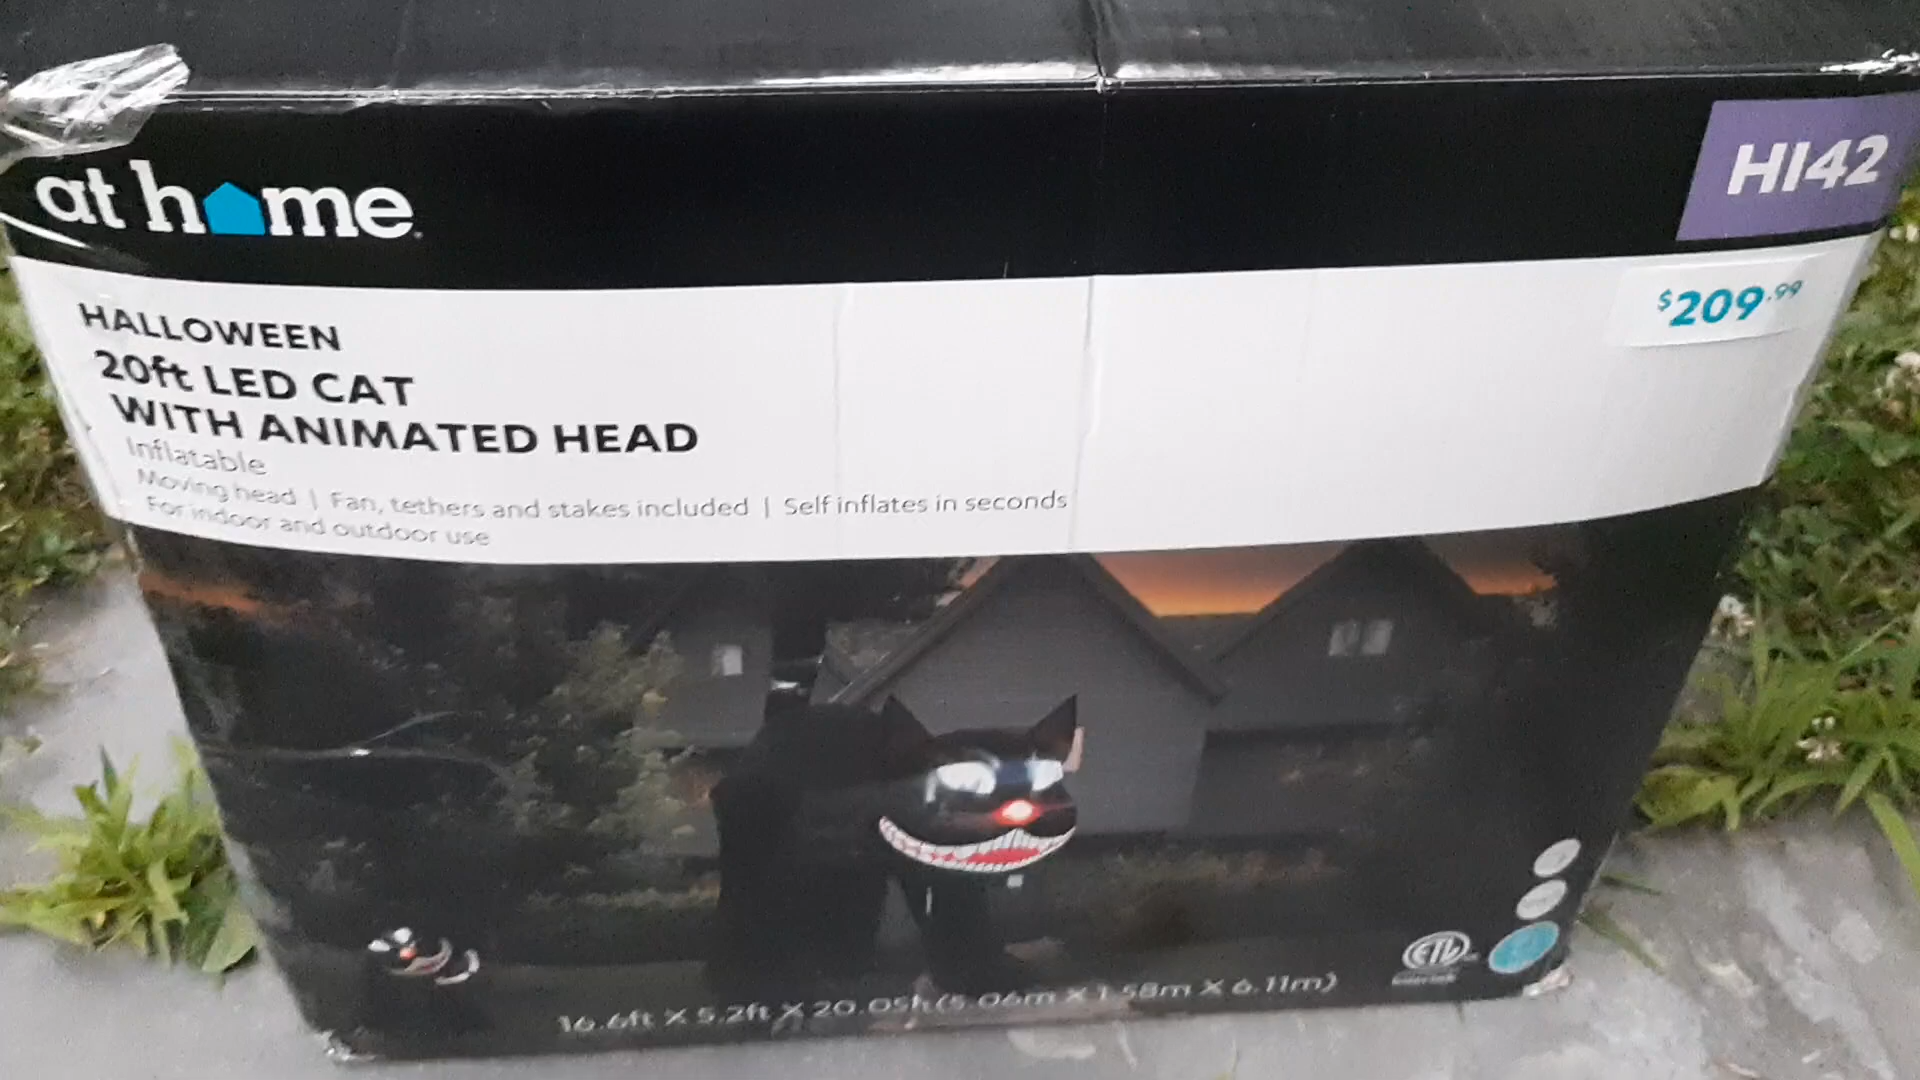 at home
HI42
$209.99
HALLOWEEN
20ft LED CAT
WITH ANIMATED HEAD
Inflatable
Moving head | Fan, tethers and stakes included | Self inflates in seconds
For indoor and outdoor use
16.6ft X 5.2ft X 20.05ft (5.06m X 1.58m X 6.11m)
ETL